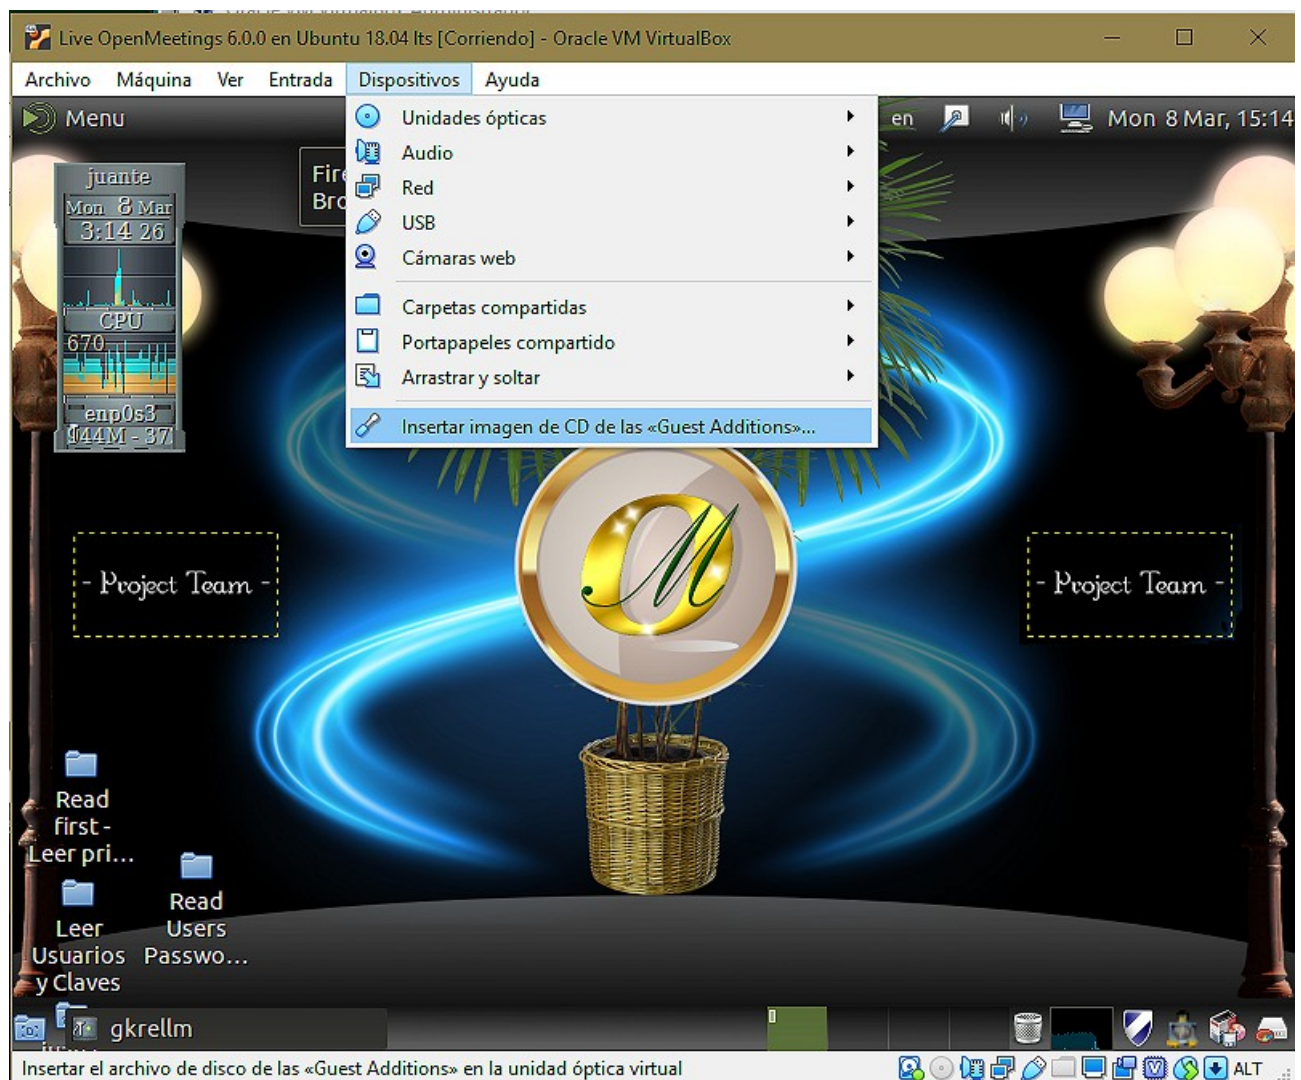 Live OpenMeetings 6.0.0 en Ubuntu 18.04 lts [Corriendo] - Oracle VM VirtualBox
Archivo Máquina Ver Entrada Dispositivos Ayuda
Menu
en
Mon 8 Mar, 15:14
Unidades ópticas
Audio
Red
USB
Cámaras web
Carpetas compartidas
Portapapeles compartido
Arrastrar y soltar
Insertar imagen de CD de las «Guest Additions»...
juante
Mon 8 Mar
3:14 26
CPU
670
enp0s3
944M - 37
OM
- Project Team -
- Project Team -
Read
first -
Leer pri...
Leer
Usuarios
y Claves
Read
Users
Passwo...
gkrellm
Insertar el archivo de disco de las «Guest Additions» en la unidad óptica virtual
ALT